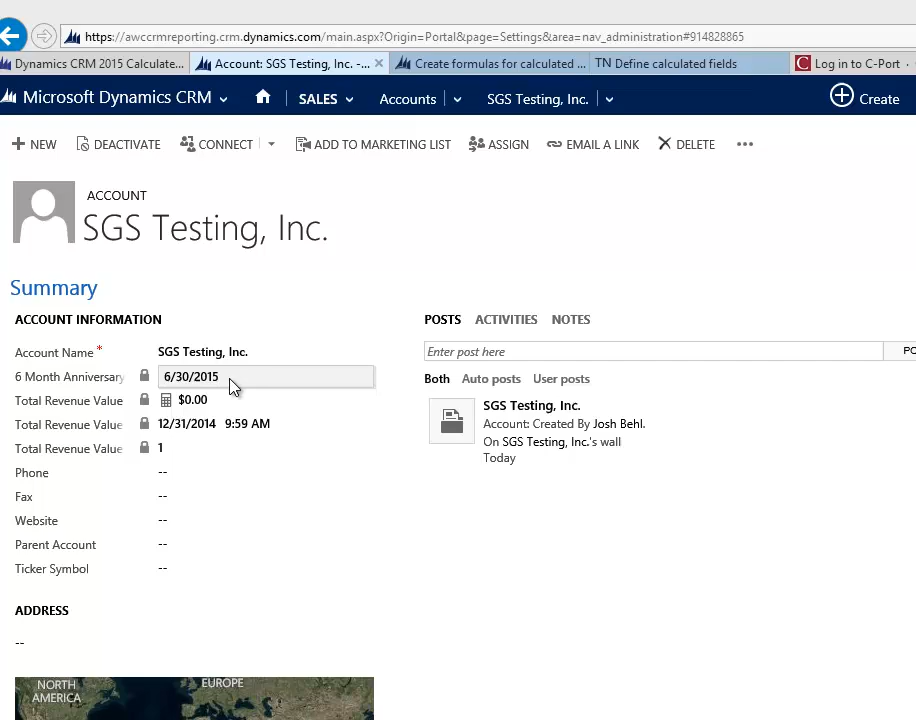 https://awccrmreporting.crm.dynamics.com/main.aspx?Origin=Portal&page=Settings&area=nav_administration#914828865
Dynamics CRM 2015 Calculate... Account: SGS Testing, Inc. -... × Create formulas for calculated ... TN Define calculated fields C Log in to C-Port
Microsoft Dynamics CRM SALES Accounts SGS Testing, Inc. Create
NEW DEACTIVATE CONNECT ADD TO MARKETING LIST ASSIGN EMAIL A LINK DELETE •••
ACCOUNT
SGS Testing, Inc.
Summary
ACCOUNT INFORMATION
Account Name * SGS Testing, Inc.
6 Month Anniversary 6/30/2015
Total Revenue Value $0.00
Total Revenue Value 12/31/2014 9:59 AM
Total Revenue Value 1
Phone --
Fax --
Website --
Parent Account --
Ticker Symbol --
ADDRESS
--
NORTH
AMERICA
EUROPE
POSTS ACTIVITIES NOTES
Enter post here PO
Both Auto posts User posts
SGS Testing, Inc.
Account: Created By Josh Behl.
On SGS Testing, Inc.'s wall
Today